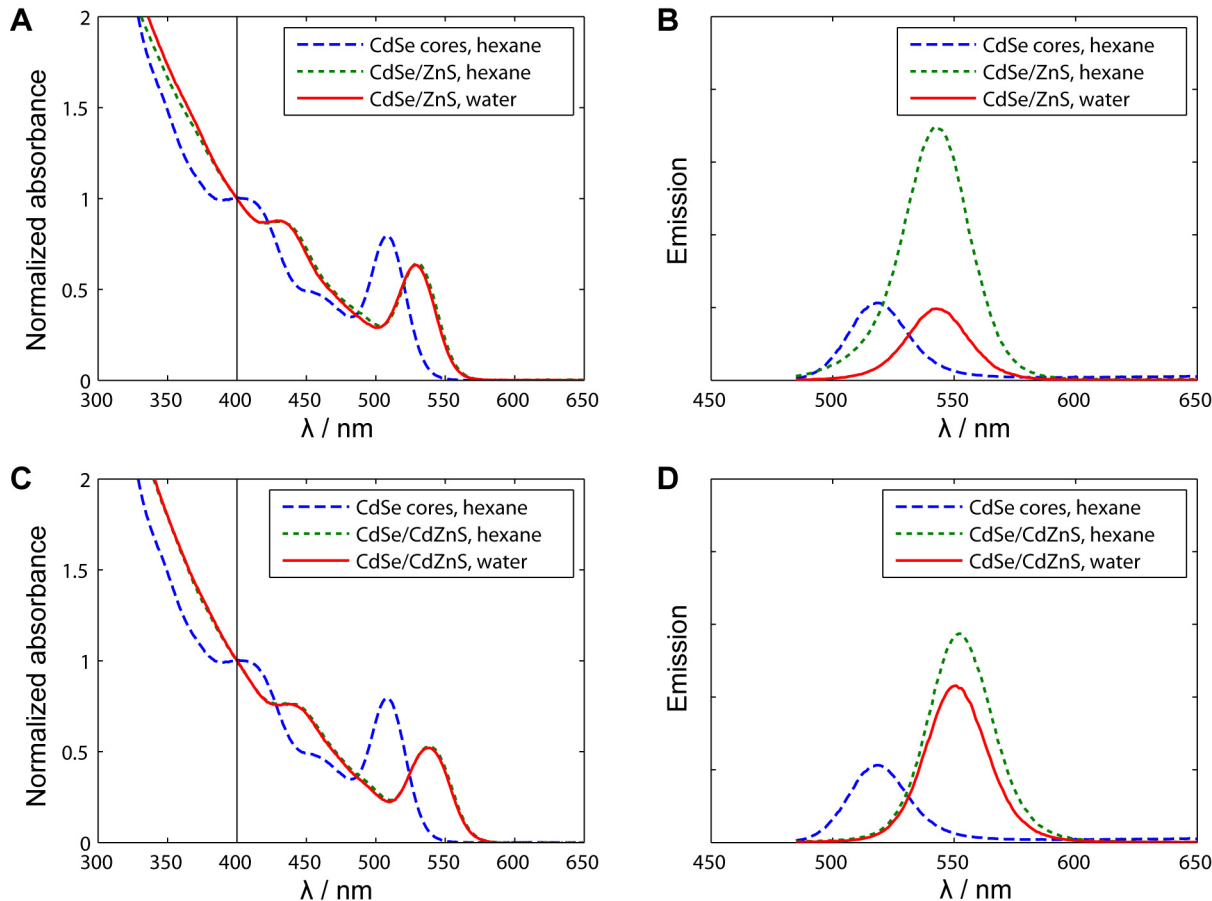 A
Normalized absorbance
2
1.5
1
0.5
0
CdSe cores, hexane
CdSe/ZnS, hexane
CdSe/ZnS, water
300 350 400 450 500 550 600 650
λ / nm
B
Emission
CdSe cores, hexane
CdSe/ZnS, hexane
CdSe/ZnS, water
450 500 550 600 650
λ / nm
C
Normalized absorbance
2
1.5
1
0.5
0
CdSe cores, hexane
CdSe/CdZnS, hexane
CdSe/CdZnS, water
300 350 400 450 500 550 600 650
λ / nm
D
Emission
CdSe cores, hexane
CdSe/CdZnS, hexane
CdSe/CdZnS, water
450 500 550 600 650
λ / nm